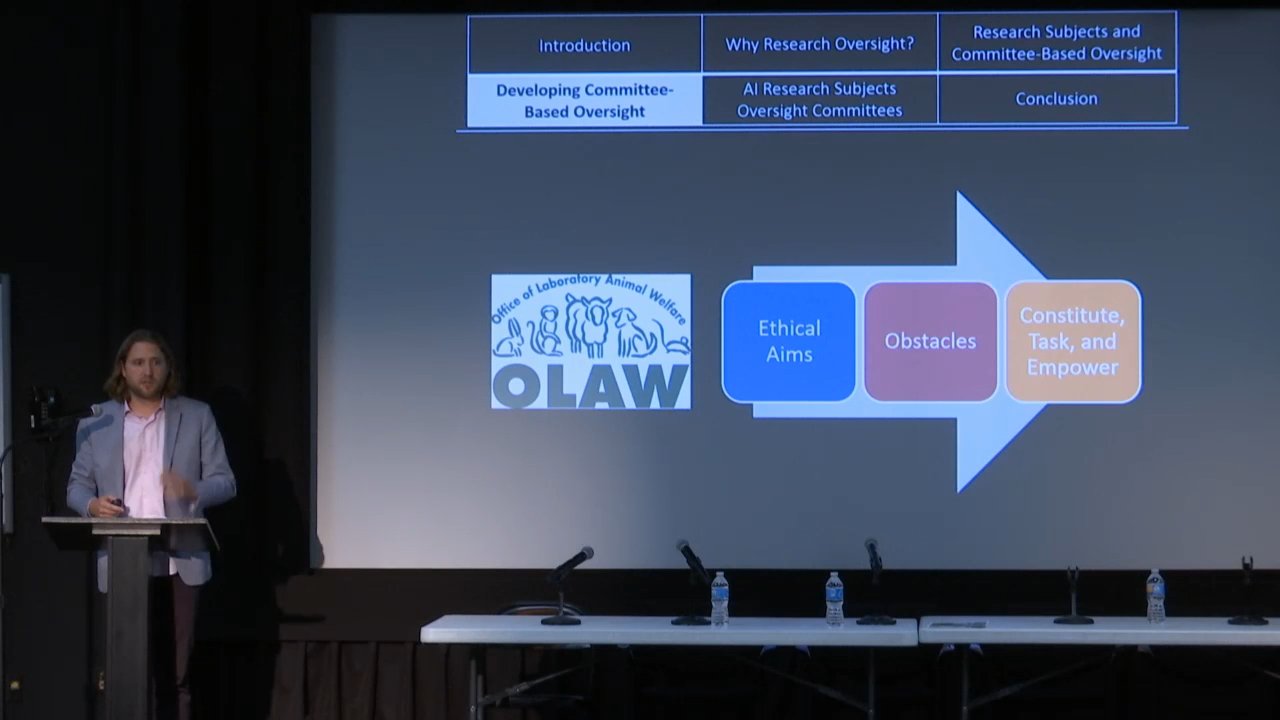 Introduction
Why Research Oversight?
Research Subjects and
Committee-Based Oversight
Developing Committee-
Based Oversight
AI Research Subjects
Oversight Committees
Conclusion
Office of Laboratory Animal Welfare
OLAW
Ethical
Aims
Obstacles
Constitute,
Task, and
Empower